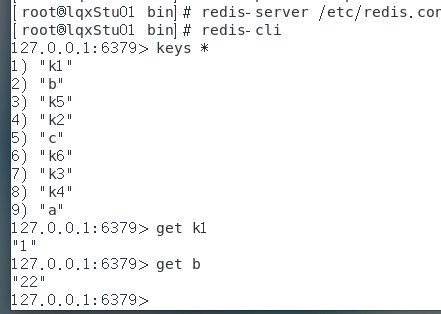 [root@lqxStu01 bin]# redis-server /etc/redis.con
[root@lqxStu01 bin]# redis-cli
127.0.0.1:6379> keys *
1) "k1"
2) "b"
3) "k5"
4) "k2"
5) "c"
6) "k6"
7) "k3"
8) "k4"
9) "a"
127.0.0.1:6379> get k1
"1"
127.0.0.1:6379> get b
"22"
127.0.0.1:6379>